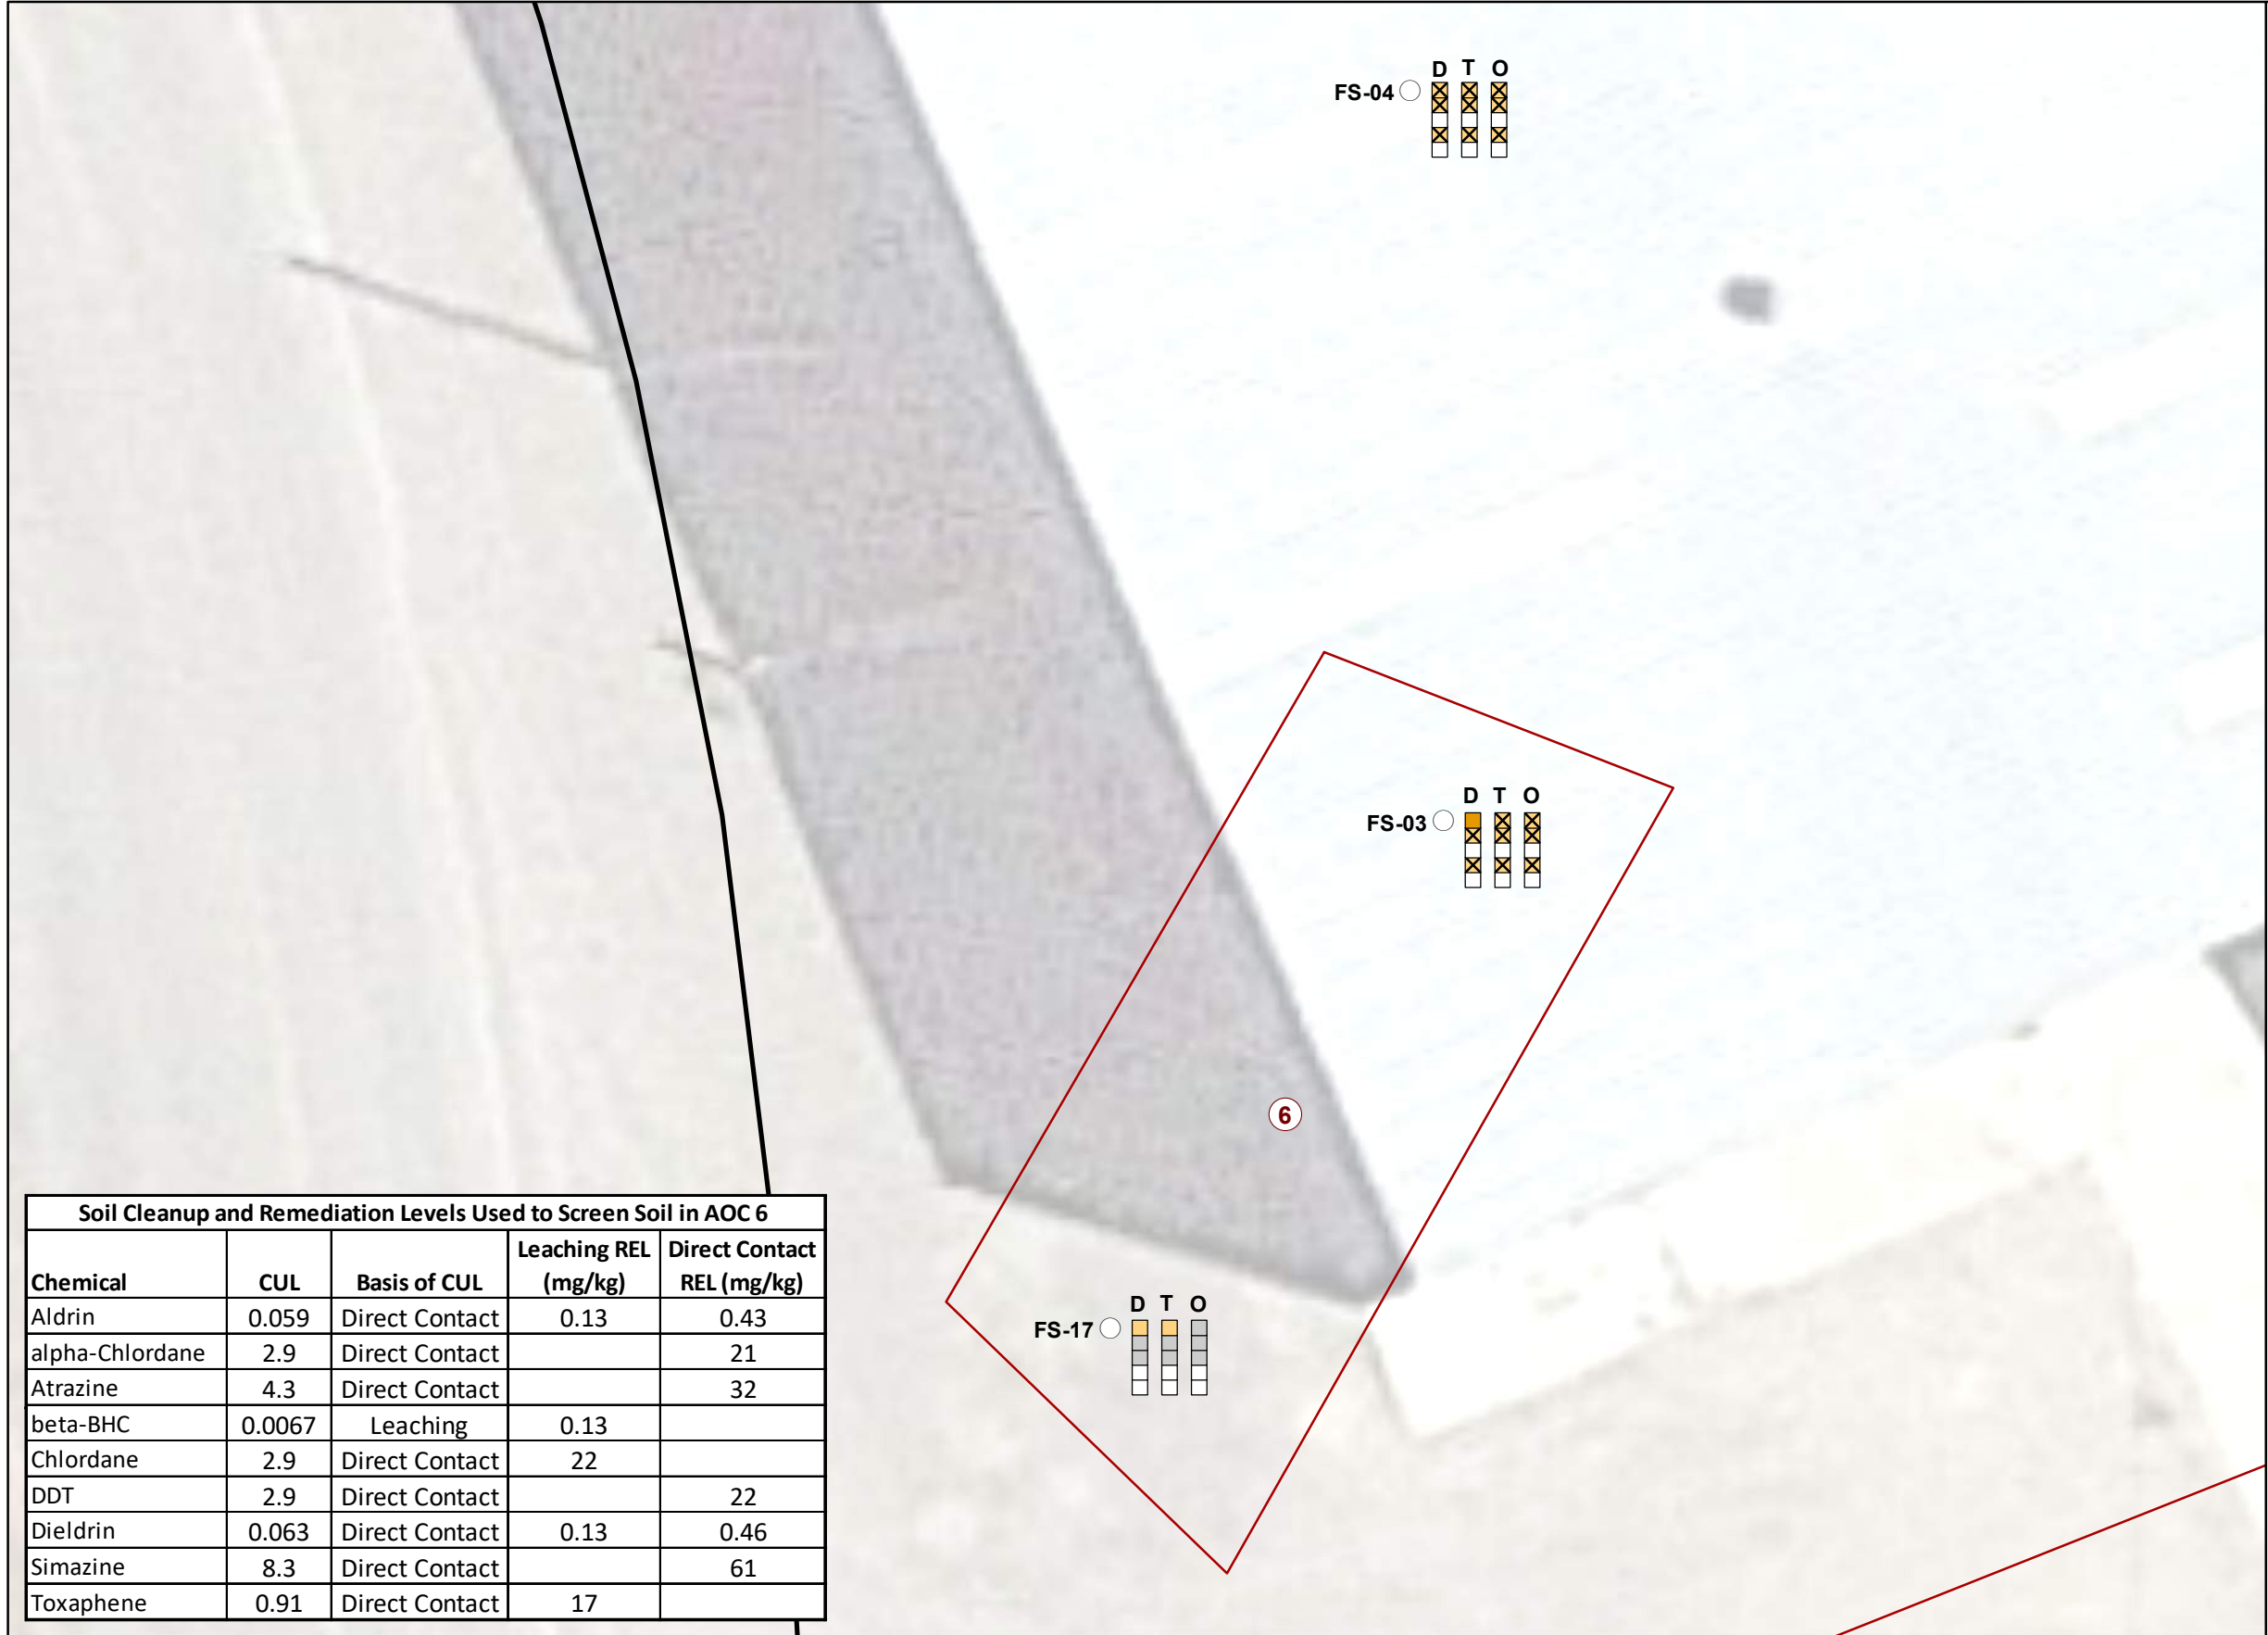 D T O
FS-04
D T O
FS-03
6
D T O
FS-17
Soil Cleanup and Remediation Levels Used to Screen Soil in AOC 6
Chemical CUL Basis of CUL Leaching REL (mg/kg) Direct Contact REL (mg/kg)
Aldrin 0.059 Direct Contact 0.13 0.43
alpha-Chlordane 2.9 Direct Contact 21
Atrazine 4.3 Direct Contact 32
beta-BHC 0.0067 Leaching 0.13
Chlordane 2.9 Direct Contact 22
DDT 2.9 Direct Contact 22
Dieldrin 0.063 Direct Contact 0.13 0.46
Simazine 8.3 Direct Contact 61
Toxaphene 0.91 Direct Contact 17